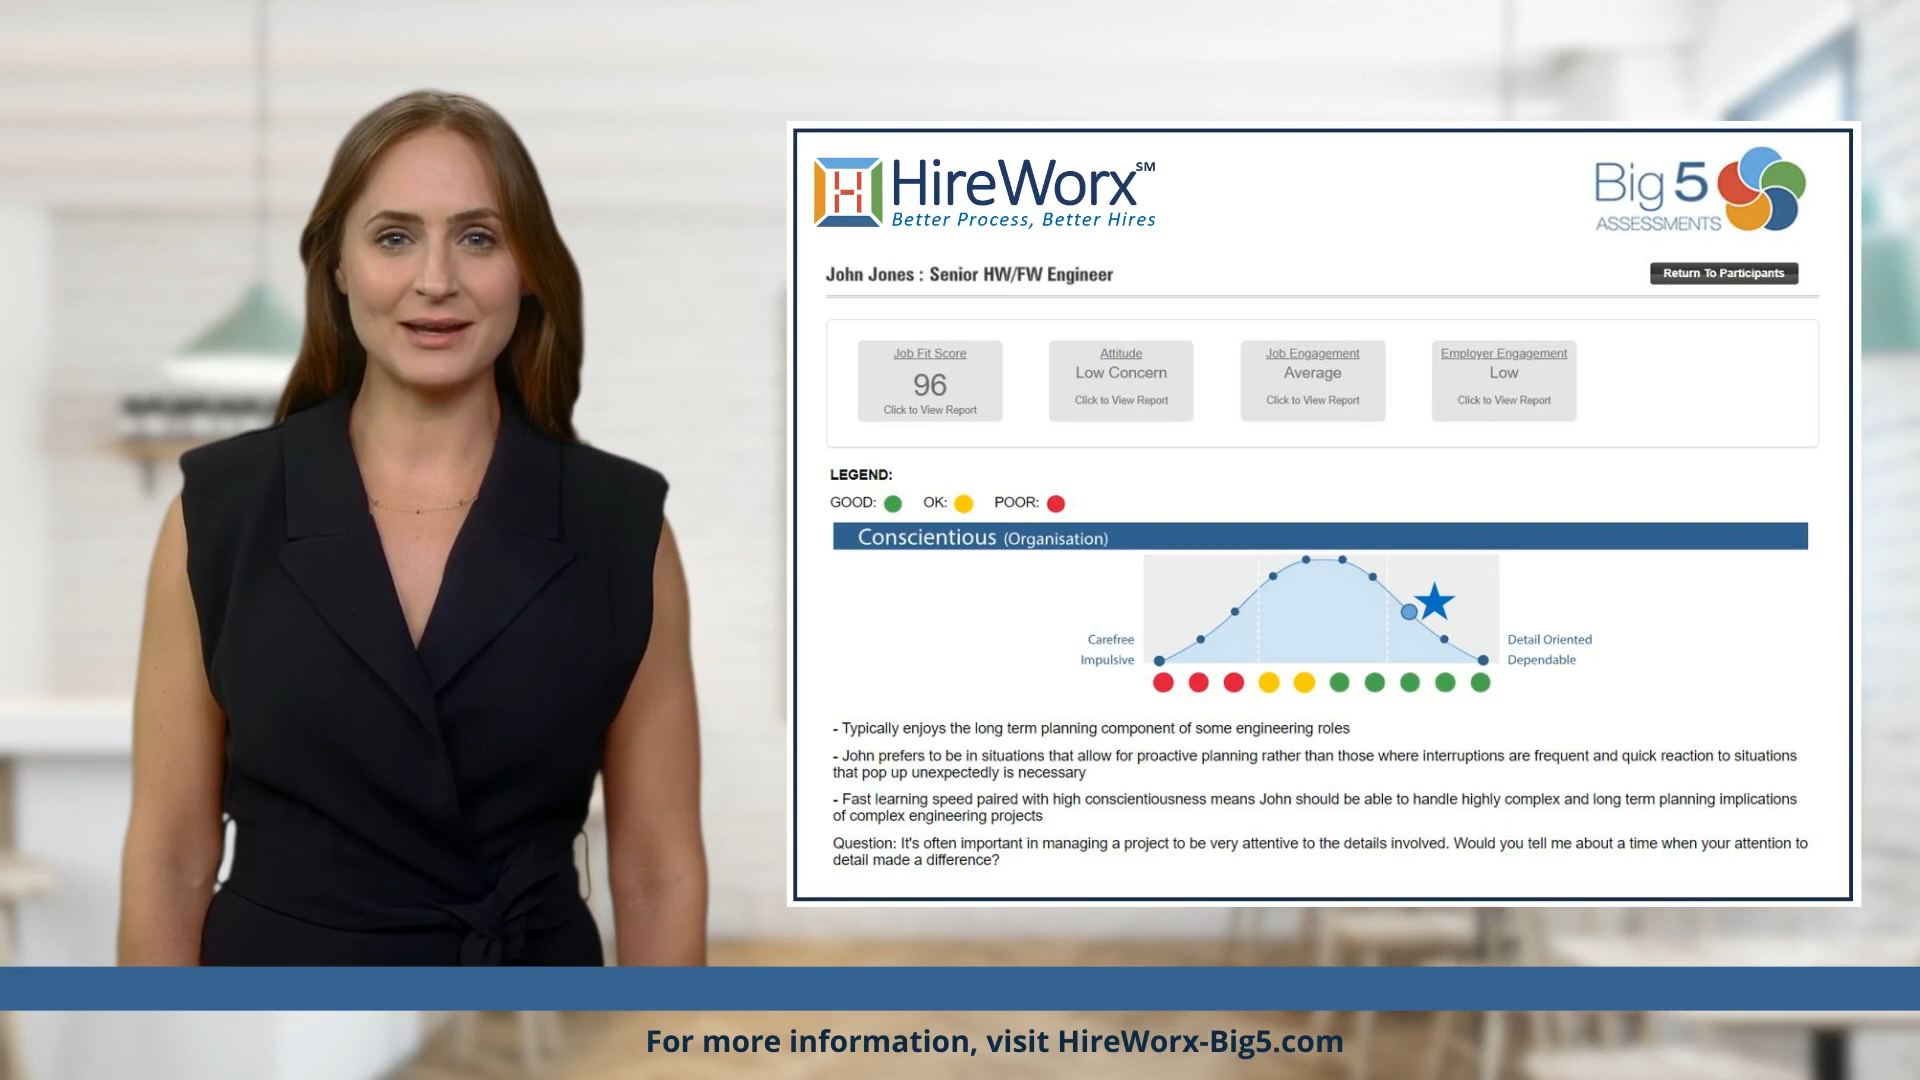 HireWorx SM
Better Process, Better Hires
Big 5
ASSESSMENTS
John Jones : Senior HW/FW Engineer
Return To Participants
Job Fit Score
96
Click to View Report
Attitude
Low Concern
Click to View Report
Job Engagement
Average
Click to View Report
Employer Engagement
Low
Click to View Report
LEGEND:
GOOD: OK: POOR:
Conscientious (Organisation)
Carefree
Impulsive
Detail Oriented
Dependable
- Typically enjoys the long term planning component of some engineering roles
- John prefers to be in situations that allow for proactive planning rather than those where interruptions are frequent and quick reaction to situations
that pop up unexpectedly is necessary
- Fast learning speed paired with high conscientiousness means John should be able to handle highly complex and long term planning implications
of complex engineering projects
Question: It's often important in managing a project to be very attentive to the details involved. Would you tell me about a time when your attention to
detail made a difference?
For more information, visit HireWorx-Big5.com